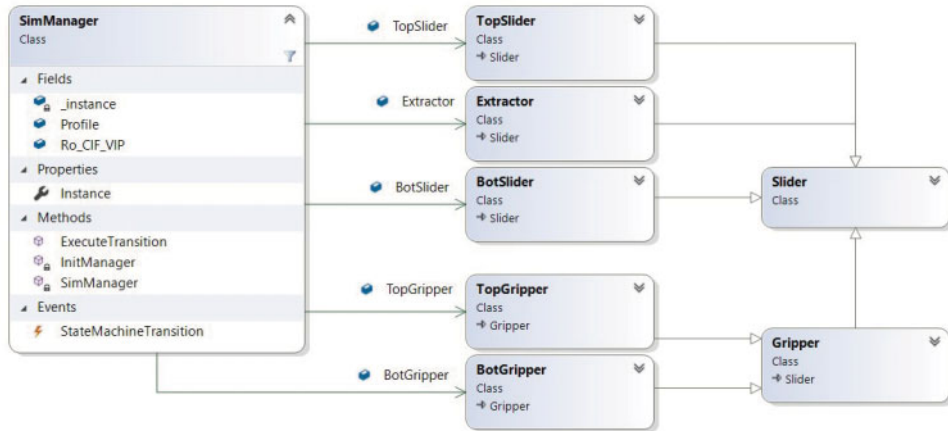 SimManager
Class
Fields
_instance
Profile
Ro_CIF_VIP
Properties
Instance
Methods
ExecuteTransition
InitManager
SimManager
Events
StateMachineTransition
TopSlider
Extractor
BotSlider
TopGripper
BotGripper
TopSlider
Class
Slider
Extractor
Class
Slider
BotSlider
Class
Slider
TopGripper
Class
Gripper
BotGripper
Class
Gripper
Slider
Class
Gripper
Class
Slider